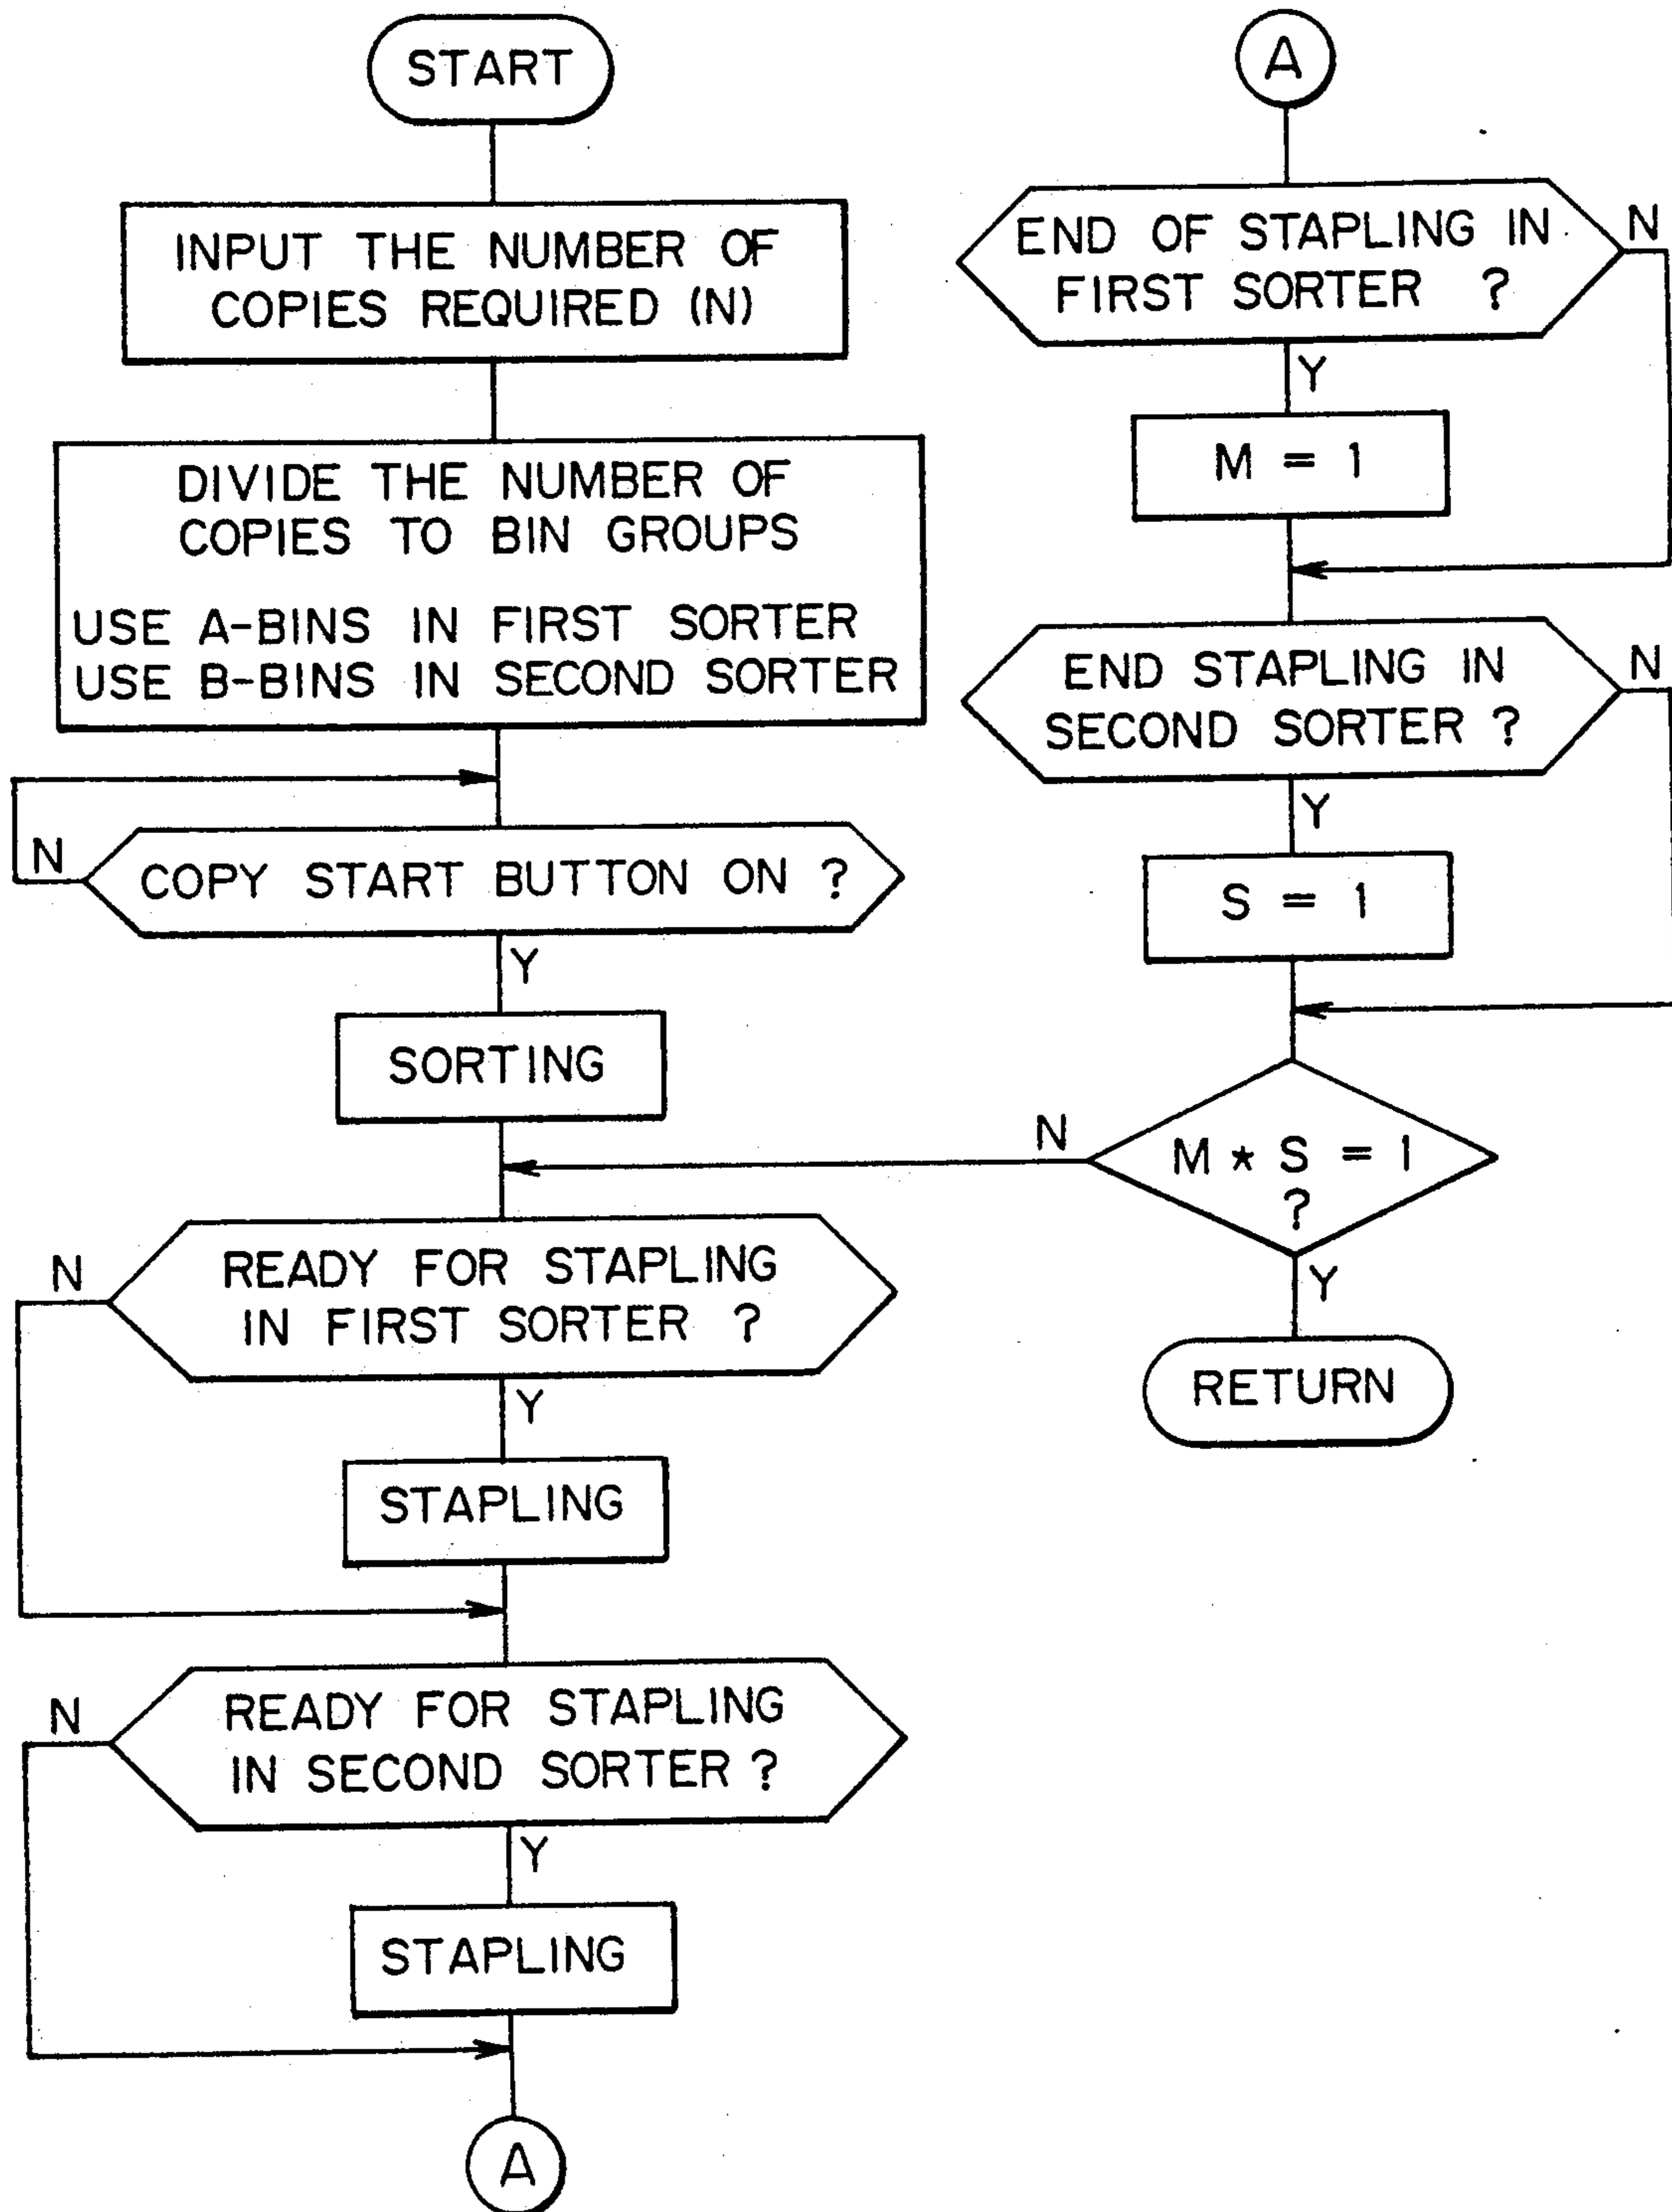 START
INPUT THE NUMBER OF
COPIES REQUIRED (N)
DIVIDE THE NUMBER OF
COPIES TO BIN GROUPS
USE A-BINS IN FIRST SORTER
USE B-BINS IN SECOND SORTER
N
COPY START BUTTON ON ?
Y
SORTING
N
READY FOR STAPLING
IN FIRST SORTER ?
Y
STAPLING
N
READY FOR STAPLING
IN SECOND SORTER ?
Y
STAPLING
A
A
END OF STAPLING IN
FIRST SORTER ?
N
Y
M = 1
END STAPLING IN
SECOND SORTER ?
N
Y
S = 1
N
M * S = 1
?
Y
RETURN